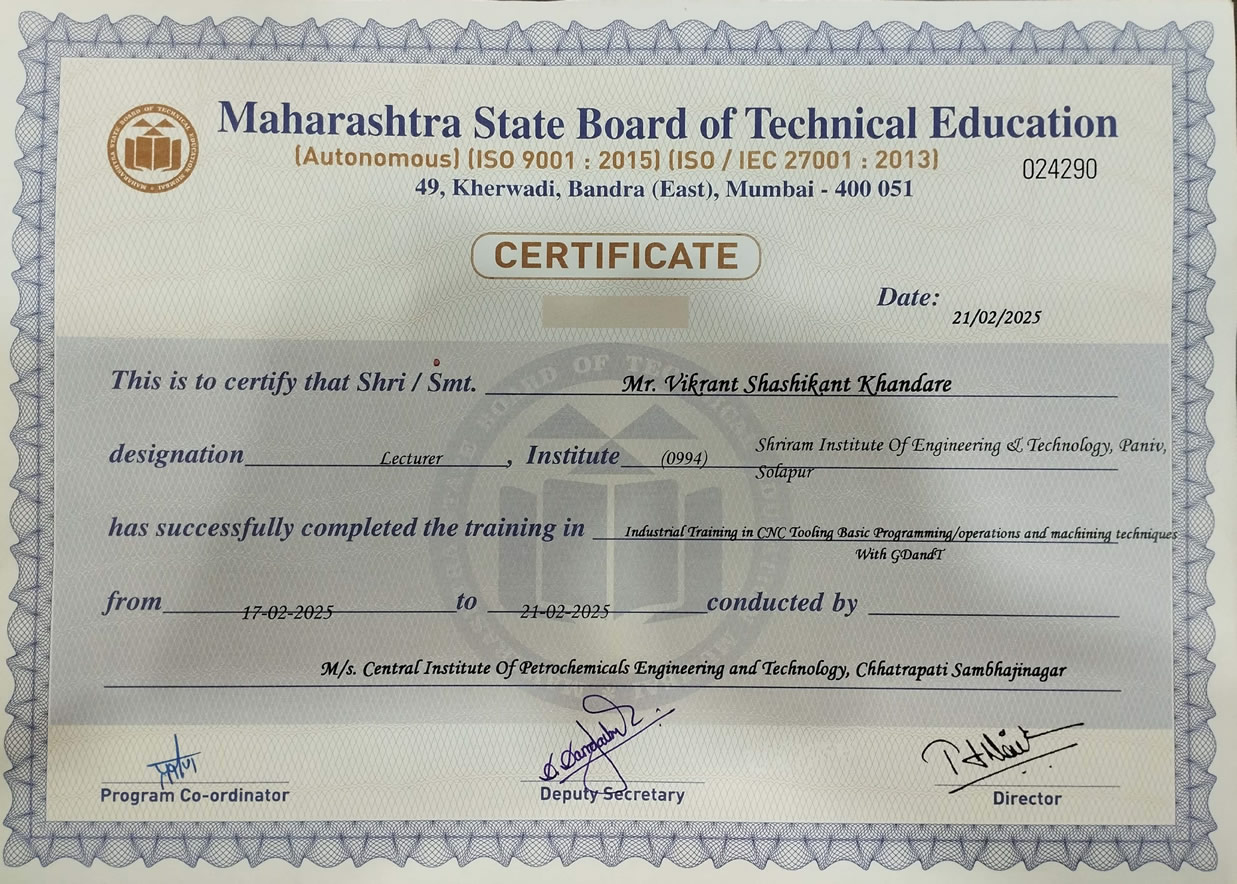 Maharashtra State Board of Technical Education
(Autonomous) (ISO 9001 : 2015) (ISO / IEC 27001 : 2013)
024290
49, Kherwadi, Bandra (East), Mumbai - 400 051
CERTIFICATE
Date: 21/02/2025
This is to certify that Shri / Smt. Mr. Vikrant Shashikant Khandare
designation Lecturer, Institute (0994) Shriram Institute Of Engineering & Technology, Paniv,
Solapur
has successfully completed the training in Industrial Training in CNC Tooling Basic Programming/operations and machining techniques
With GDandT
from 17-02-2025 to 21-02-2025 conducted by
M/s. Central Institute Of Petrochemicals Engineering and Technology, Chhatrapati Sambhajinagar
Program Co-ordinator
Deputy Secretary
Director